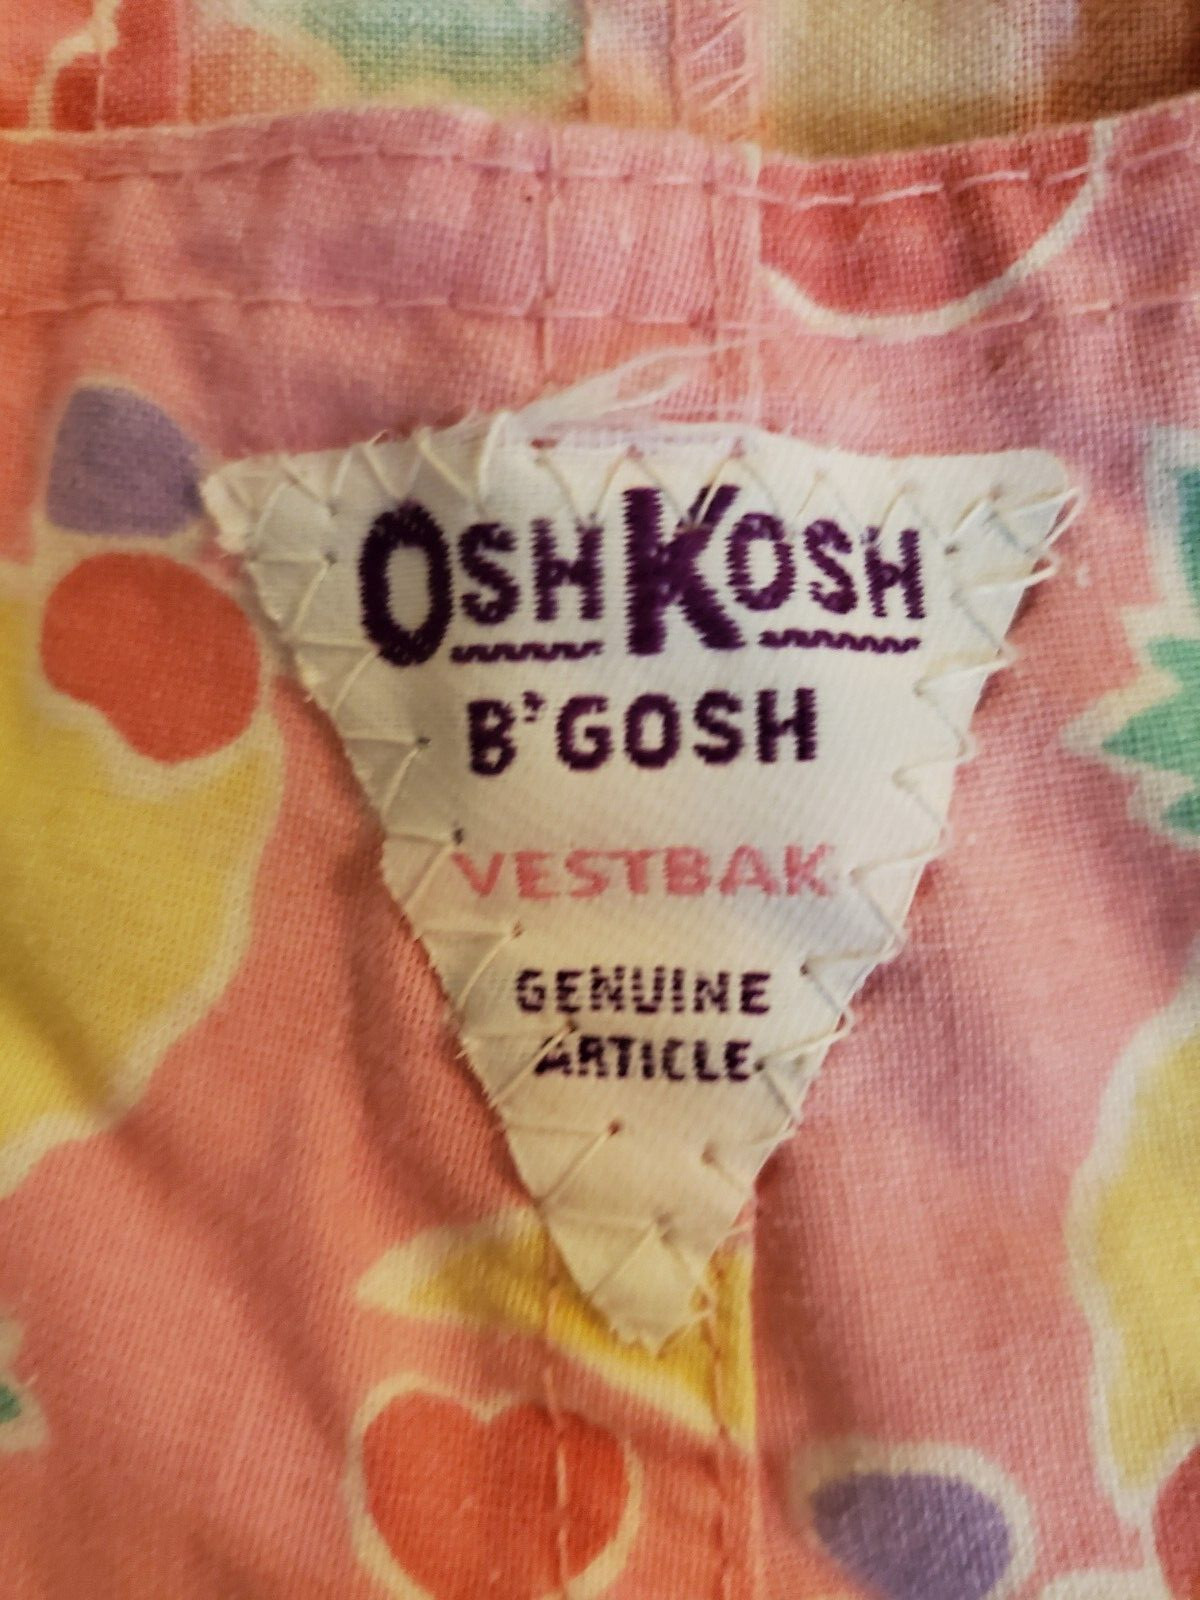 OSHKOSH
B'GOSH
VESTBAK
GENUINE
ARTICLE